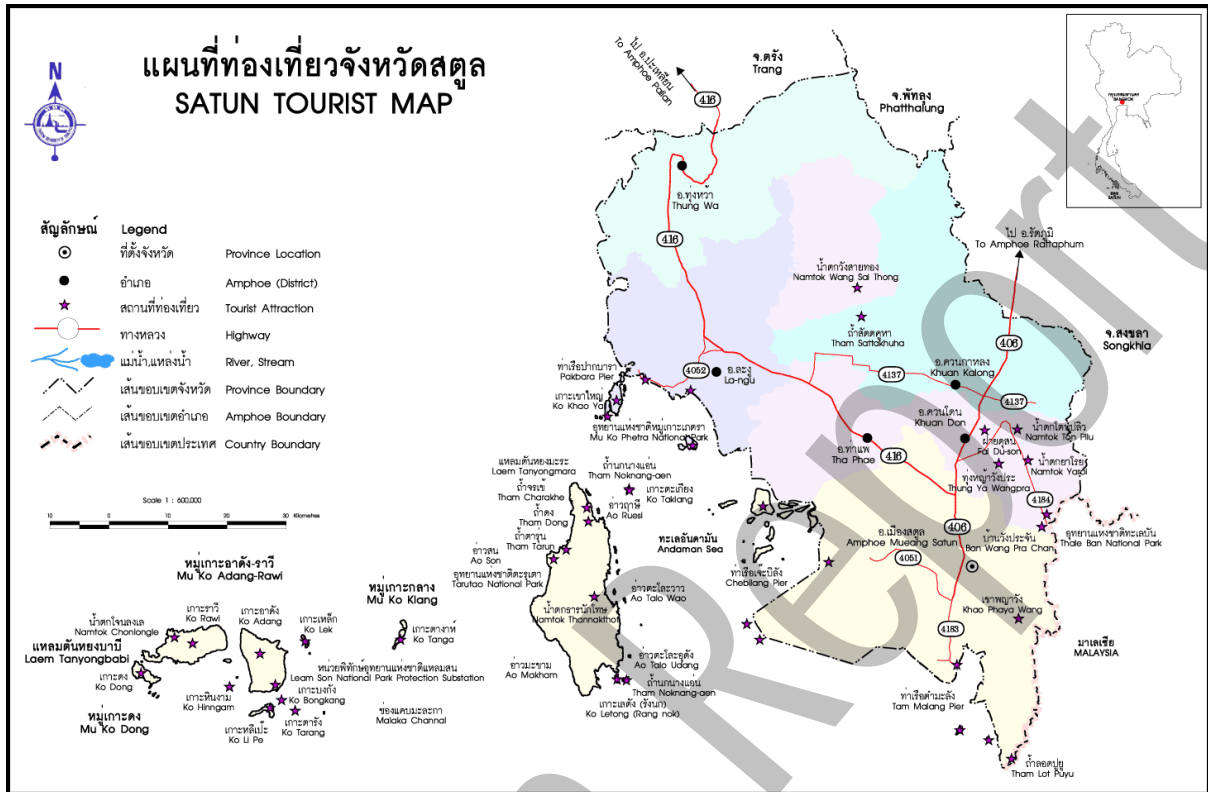 แผนที่ท่องเที่ยวจังหวัดสตูล
SATUN TOURIST MAP
N
สัญลักษณ์ Legend
ที่ตั้งจังหวัด Province Location
อำเภอ Amphoe (District)
สถานที่ท่องเที่ยว Tourist Attraction
ทางหลวง Highway
แม่น้ำ,แหล่งน้ำ River, Stream
เส้นขอบเขตจังหวัด Province Boundary
เส้นขอบเขตอำเภอ Amphoe Boundary
เส้นขอบเขตประเทศ Country Boundary
Scale 1 : 600,000
10 0 10 20 30 Kilometres
ไป อ.ปะเหลียน
To Amphoe Palian
416
จ.ตรัง
Trang
จ.พัทลุง
Phatthalung
กรุงเทพมหานคร
BANGKOK
SATUN
อ.ทุ่งหว้า
Thung Wa
416
ไป อ.รัตภูมิ
To Amphoe Rattaphum
น้ำตกวังสายทอง
Namtok Wang Sai Thong
ถ้ำสัตตคูหา
Tham Sattakhuha
จ.สงขลา
Songkhla
406
ท่าเรือปากบารา
Pakbara Pier
4052
อ.ละงู
La-ngu
4137
อ.ควนกาหลง
Khuan Kalong
4137
เกาะเขาใหญ่
Ko Khao Ya
อุทยานแห่งชาติหมู่เกาะเภตรา
Mu Ko Phetra National Park
อ.ควนโดน
Khuan Don
น้ำตกโตนปลิว
Namtok Ton Pliu
ฝายดุสน
Fai Du-son
อ.ท่าแพ
Tha Phae
416
น้ำตกยาโรย
Namtok Yaroi
ทุ่งหญ้าวังประ
Thung Ya Wangpra
4184
แหลมตันหยงมะระ
Laem Tanyongmara
ถ้ำกนางแอ่น
Tham Noknang-aen
ถ้ำจรเข้
Tham Charakhe
เกาะตะเกียง
Ko Takiang
อ่าวฤาษี
Ao Ruesi
ถ้ำดง
Tham Dong
ถ้ำตารุ่น
Tham Tarun
อ่าวสน
Ao Son
ทะเลอันดามัน
Andaman Sea
อ.เมืองสตูล
Amphoe Mueang Satun
406
บ้านวังประจัน
Ban Wang Pra Chan
อุทยานแห่งชาติทะเลบัน
Thale Ban National Park
อุทยานแห่งชาติตะรุเตา
Tarutao National Park
ท่าเรือเจ๊ะบิลัง
Chebilang Pier
4051
อ่าวตะโละวาว
Ao Talo Wao
น้ำตกธารนักโทษ
Namtok Thannakthot
เขาพญาวัง
Khao Phaya Wang
4183
มาเลเซีย
MALAYSIA
หมู่เกาะอาดัง-ราวี
Mu Ko Adang-Rawi
หมู่เกาะกลาง
Mu Ko Klang
น้ำตกโจนลงเล
Namtok Chonlongle
เกาะราวี
Ko Rawi
เกาะอาดัง
Ko Adang
เกาะเหล็ก
Ko Lek
เกาะตางาห์
Ko Tanga
แหลมตันหยงบาบี
Laem Tanyongbabi
เกาะดง
Ko Dong
หน่วยพิทักษ์อุทยานแห่งชาติแหลมสน
Leam Son National Park Protection Substation
อ่าวมะขาม
Ao Makham
อ่าวตะโละอุดัง
Ao Talo Udang
ถ้ำกนางแอ่น
Tham Noknang-aen
เกาะเลตัง (รังนก)
Ko Letong (Rang nok)
เกาะหินงาม
Ko Hinngam
เกาะบงกัง
Ko Bongkang
หมู่เกาะดง
Mu Ko Dong
เกาะหลีเป๊ะ
Ko Li Pe
เกาะตารัง
Ko Tarang
ช่องแคบมะละกา
Malaka Channal
ท่าเรือตำมะลัง
Tam Malang Pier
ถ้ำลอดปูยู
Tham Lot Puyu